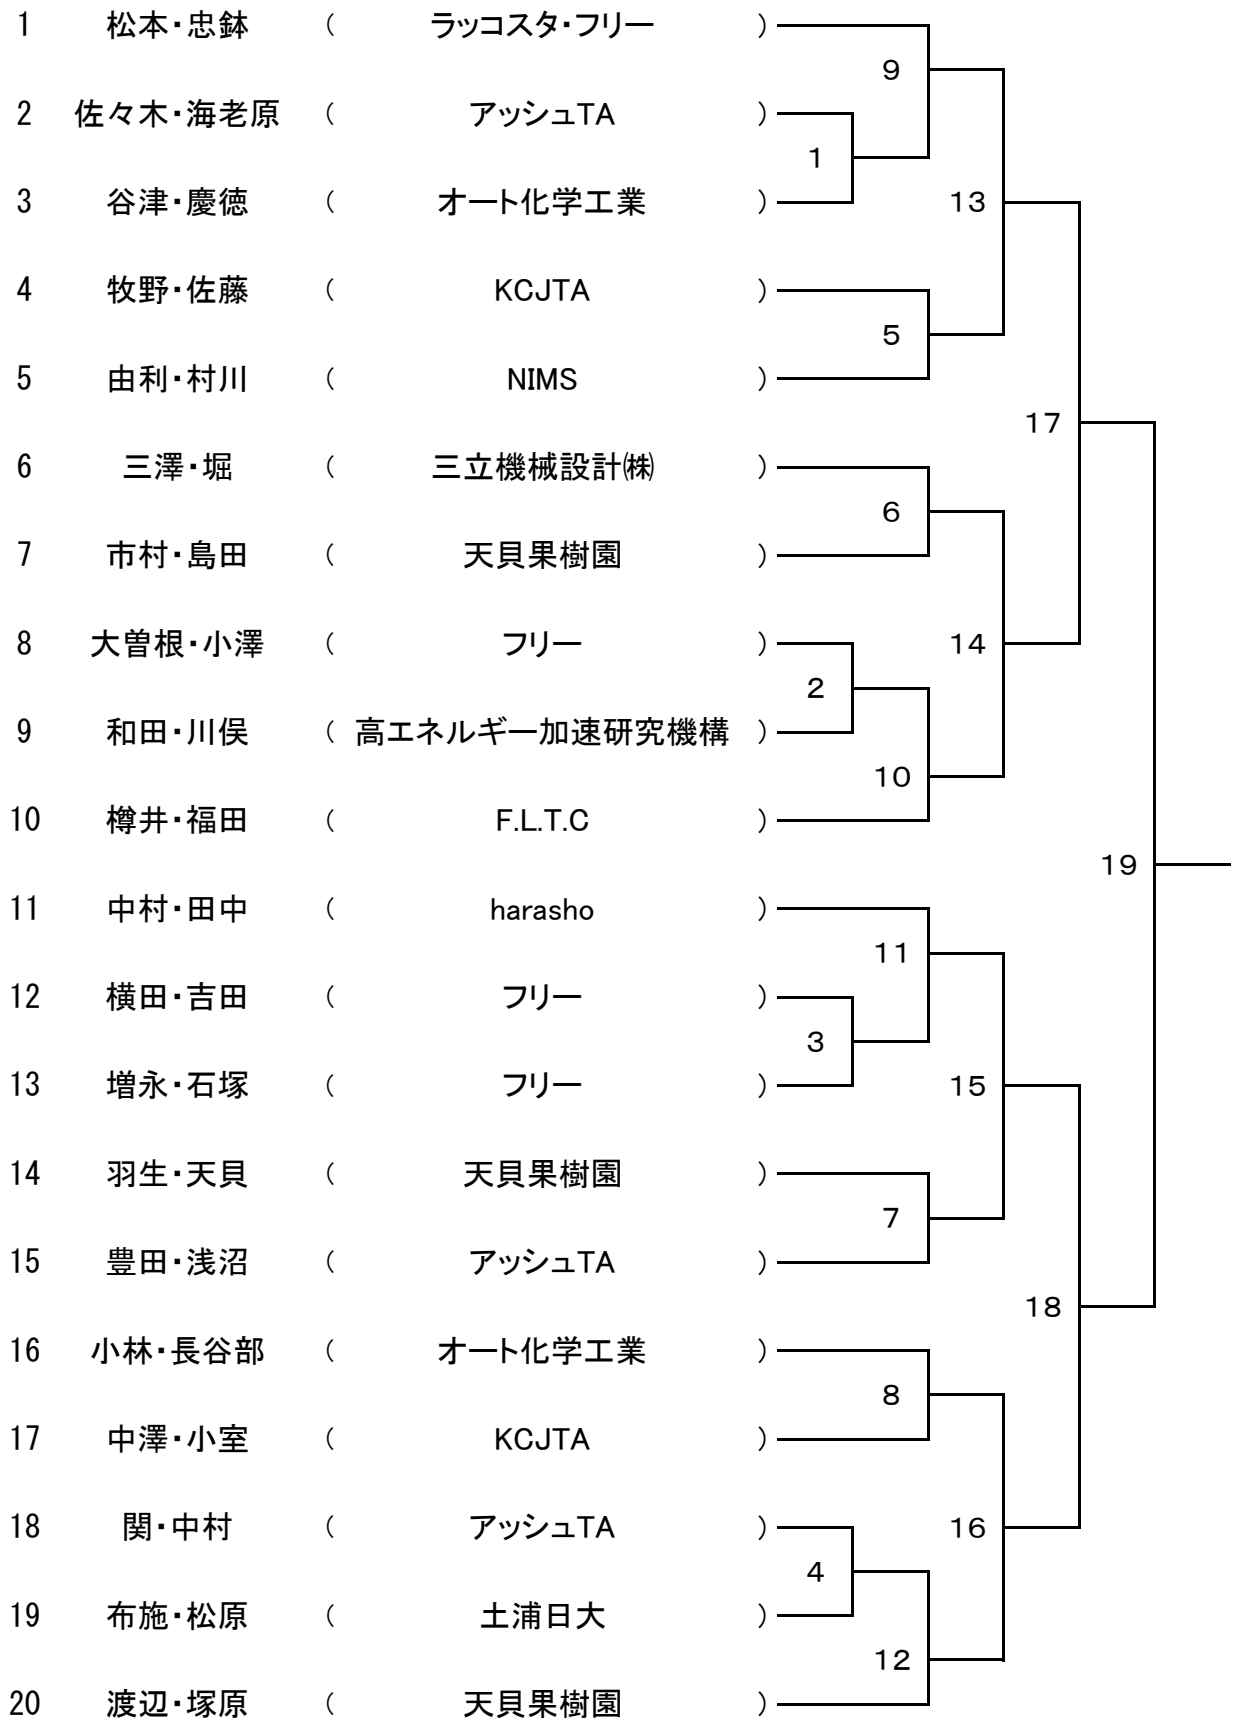 1 松本・忠鉢 ( ラッコスタ・フリー )
9
2 佐々木・海老原 ( アッシュTA )
1
3 谷津・慶徳 ( オート化学工業 ) 13
4 牧野・佐藤 ( KCJTA )
5
5 由利・村川 ( NIMS )
17
6 三澤・堀 ( 三立機械設計㈱ )
6
7 市村・島田 ( 天貝果樹園 )
8 大曽根・小澤 ( フリー ) 14
2
9 和田・川俣 ( 高エネルギー加速研究機構 )
10
10 樽井・福田 ( F.L.T.C )
19
11 中村・田中 ( harasho )
11
12 横田・吉田 ( フリー )
3
13 増永・石塚 ( フリー ) 15
14 羽生・天貝 ( 天貝果樹園 )
7
15 豊田・浅沼 ( アッシュTA )
18
16 小林・長谷部 ( オート化学工業 )
8
17 中澤・小室 ( KCJTA )
18 関・中村 ( アッシュTA ) 16
4
19 布施・松原 ( 土浦日大 )
12
20 渡辺・塚原 ( 天貝果樹園 )